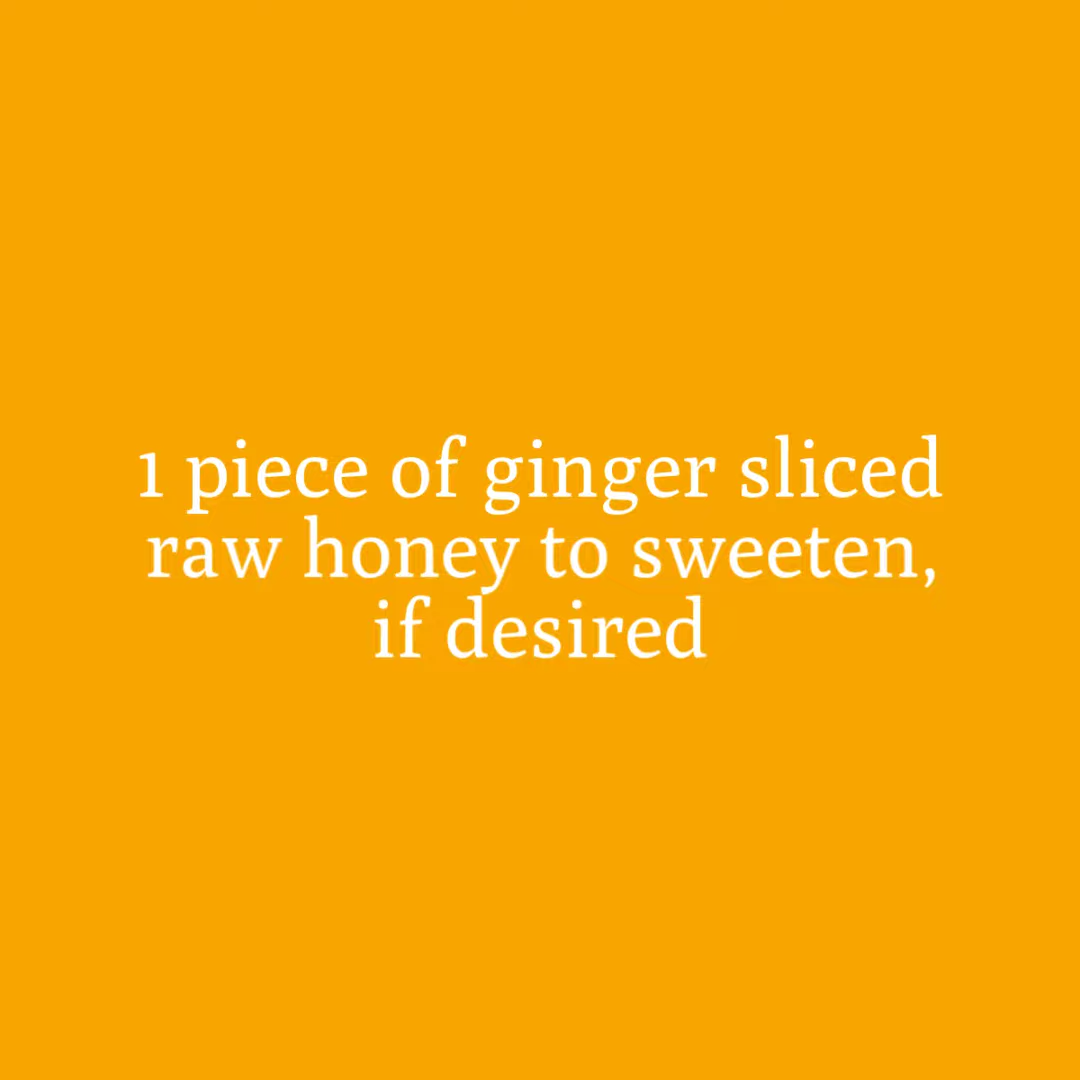 1 piece of ginger sliced
raw honey to sweeten,
if desired